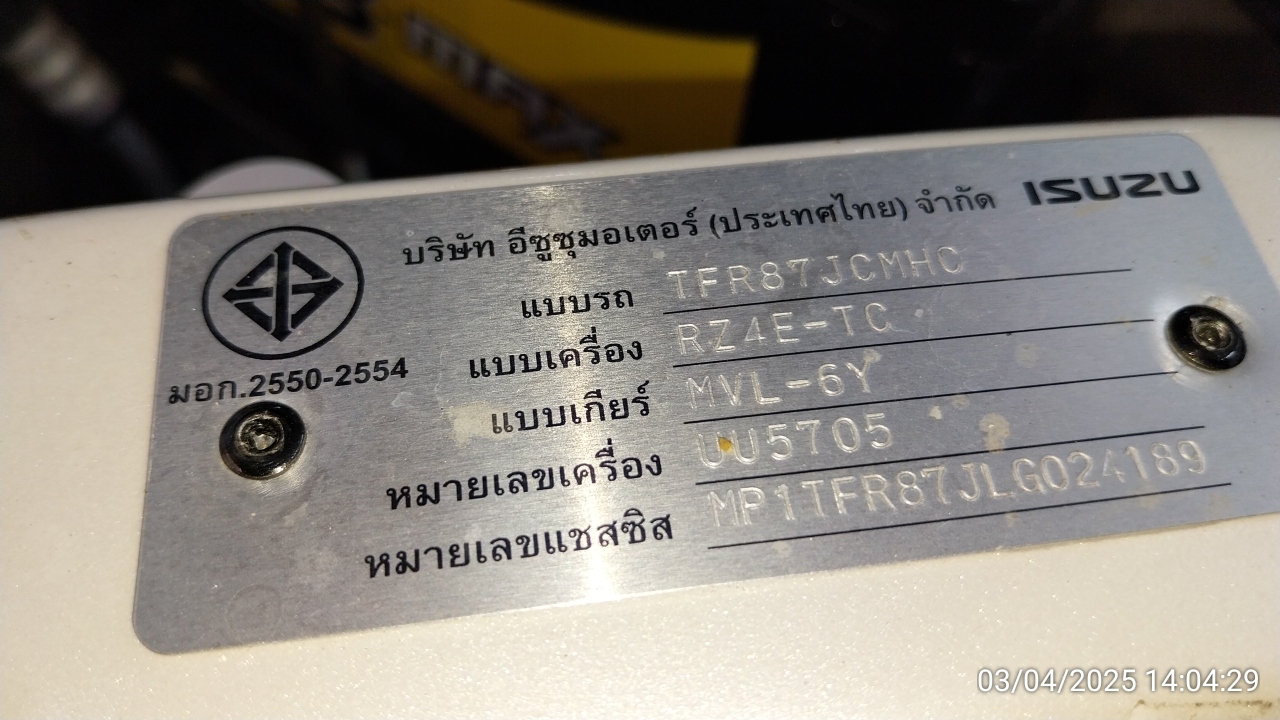 MAX
บริษัท อีซูซุมอเตอร์ (ประเทศไทย) จำกัด ISUZU
แบบรถ TFR87JCMHC
แบบเครื่อง RZ4E-TC
มอก.2550-2554
แบบเกียร์ MVL-6Y
หมายเลขเครื่อง UU5705
หมายเลขแชสซิส MP1TFR87JLG024189
03/04/2025 14:04:29